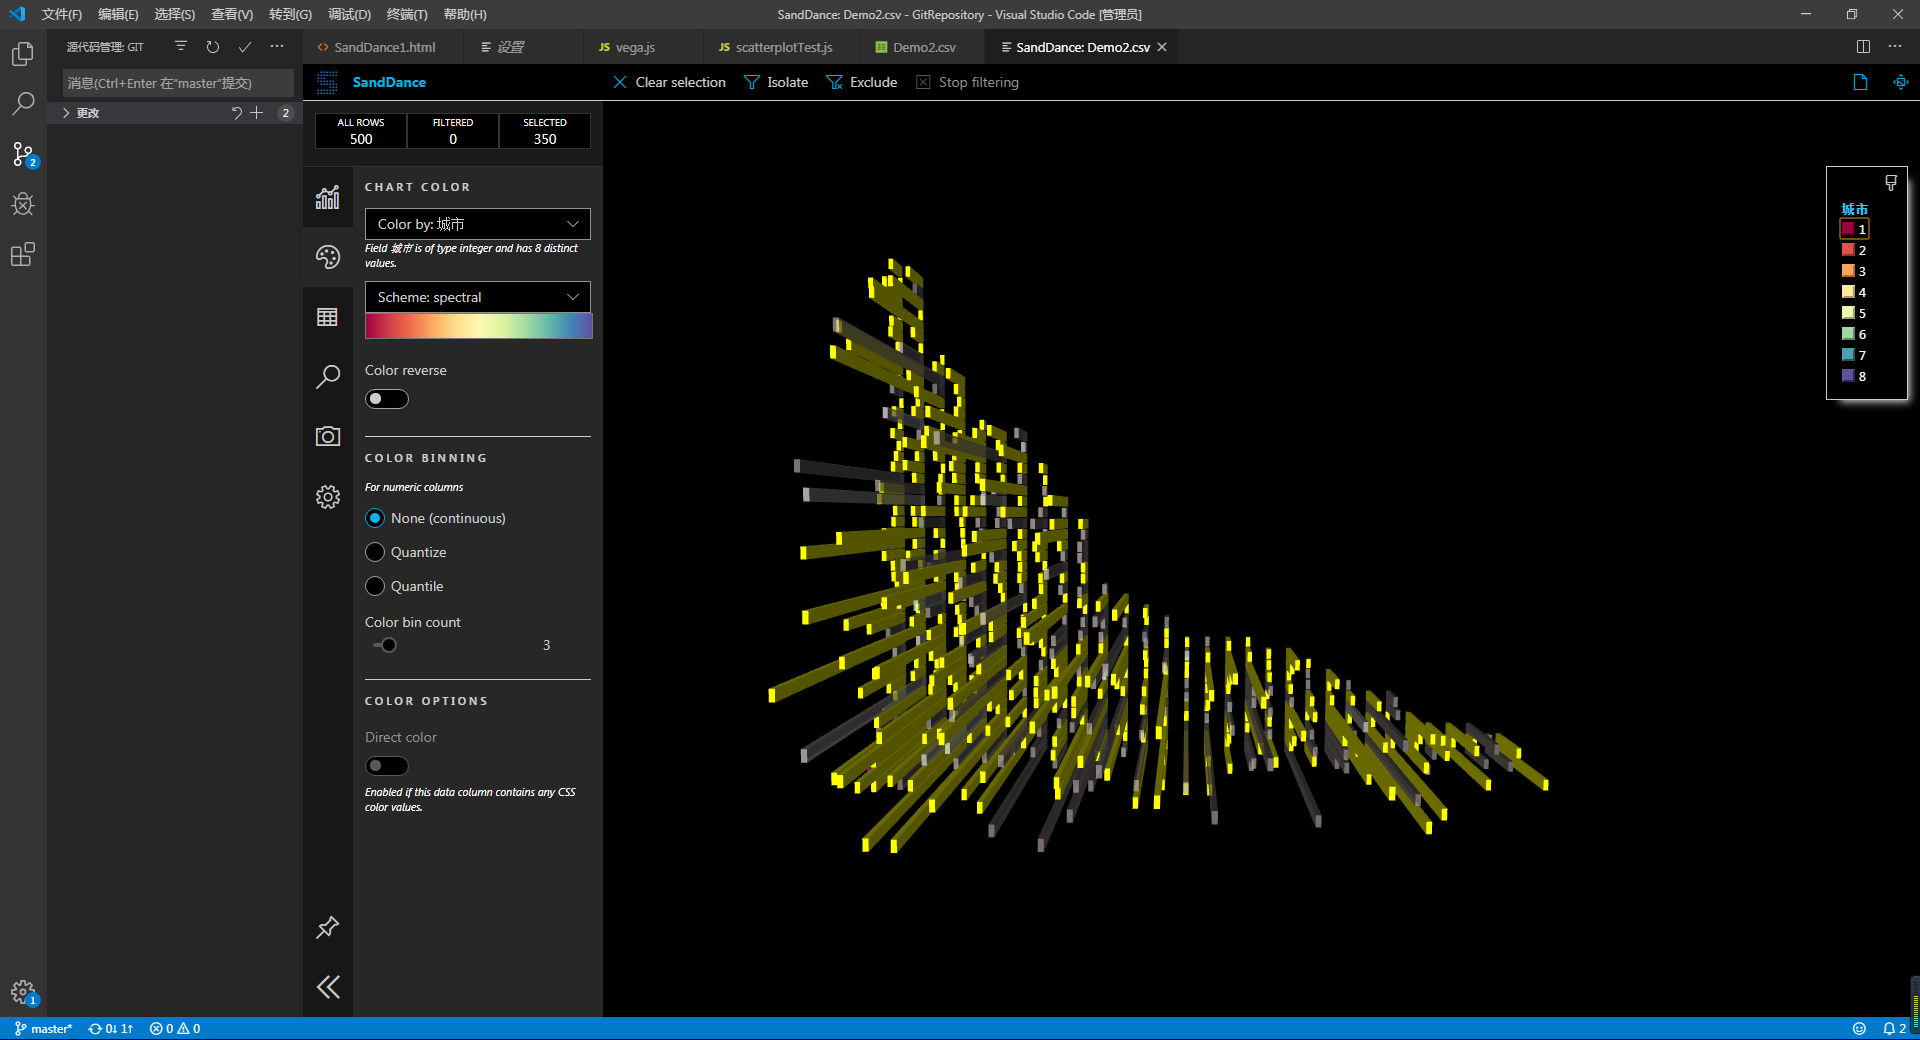 文件(F) 编辑(E) 选择(S) 查看(V) 转到(G) 调试(D) 终端(T) 帮助(H)
SandDance: Demo2.csv - GitRepository - Visual Studio Code [管理员]
源代码管理: GIT
SandDance1.html
设置
JS vega.js
JS scatterplotTest.js
Demo2.csv
SandDance: Demo2.csv
消息(Ctrl+Enter 在"master"提交)
更改
2
2
1
SandDance
Clear selection
Isolate
Exclude
Stop filtering
ALL ROWS
500
FILTERED
0
SELECTED
350
CHART COLOR
Color by: 城市
Field 城市 is of type integer and has 8 distinct
values.
Scheme: spectral
Color reverse
COLOR BINNING
For numeric columns
None (continuous)
Quantize
Quantile
Color bin count
3
COLOR OPTIONS
Direct color
Enabled if this data column contains any CSS
color values.
城市
1
2
3
4
5
6
7
8
master*
0↓ 1↑
0
0
2